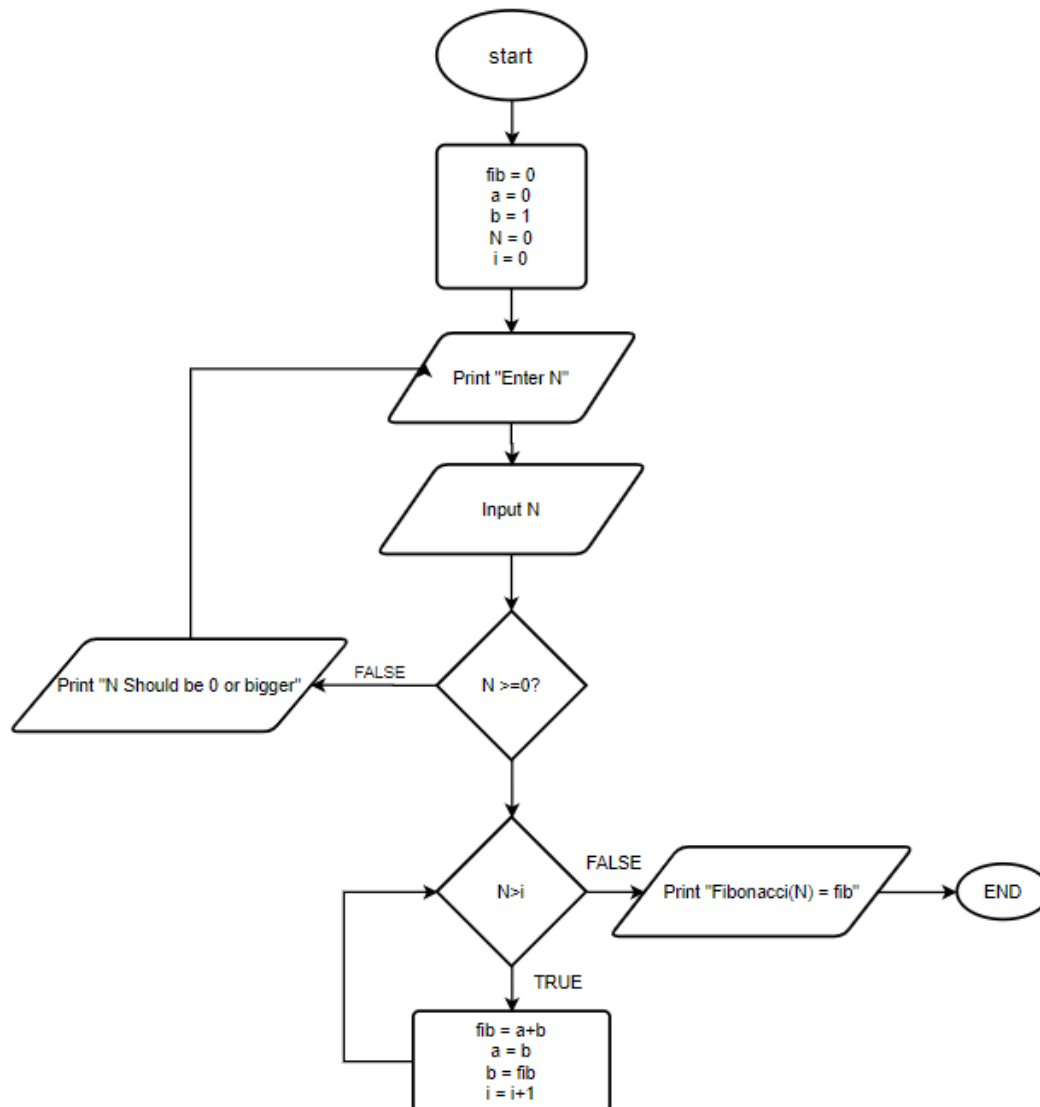 start
fib = 0
a = 0
b = 1
N = 0
i = 0
Print "Enter N"
Input N
N >=0?
FALSE
Print "N Should be 0 or bigger"
N>i
FALSE
Print "Fibonacci(N) = fib"
END
TRUE
fib = a+b
a = b
b = fib
i = i+1